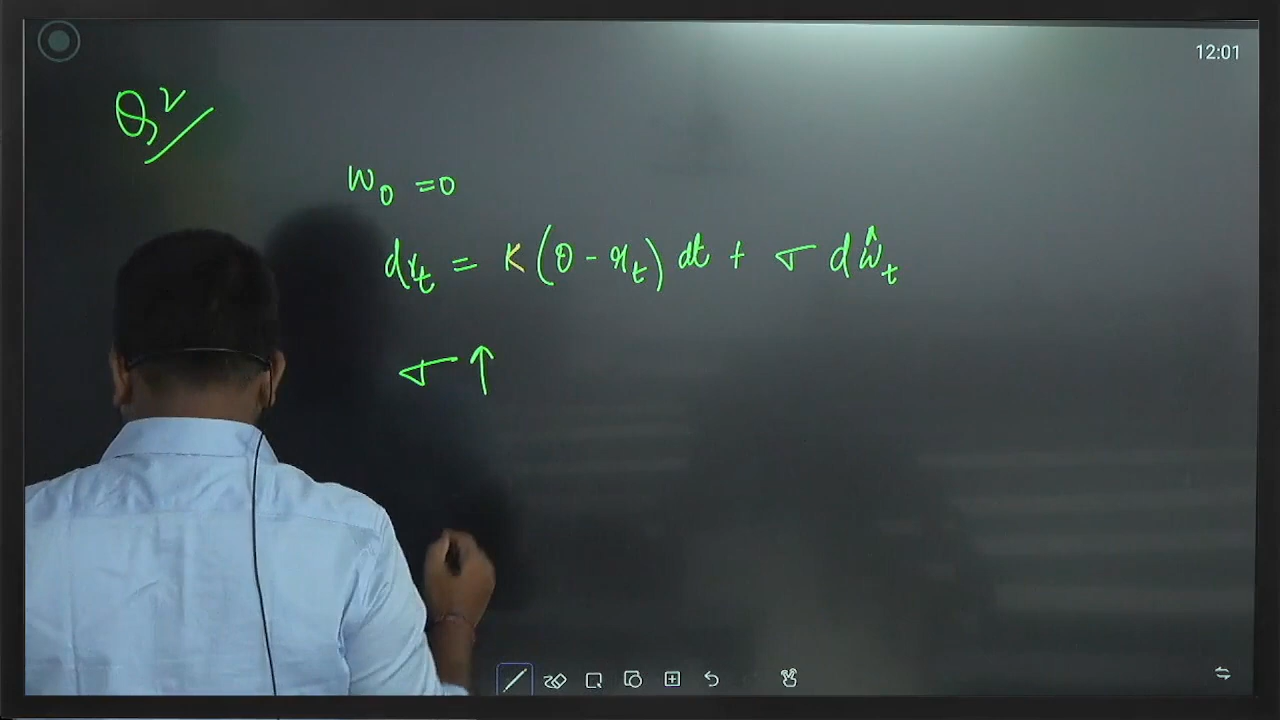 12:01
Q2
W0 = 0
drt = K(θ - rt) dt + σ dŴt
σ ↑